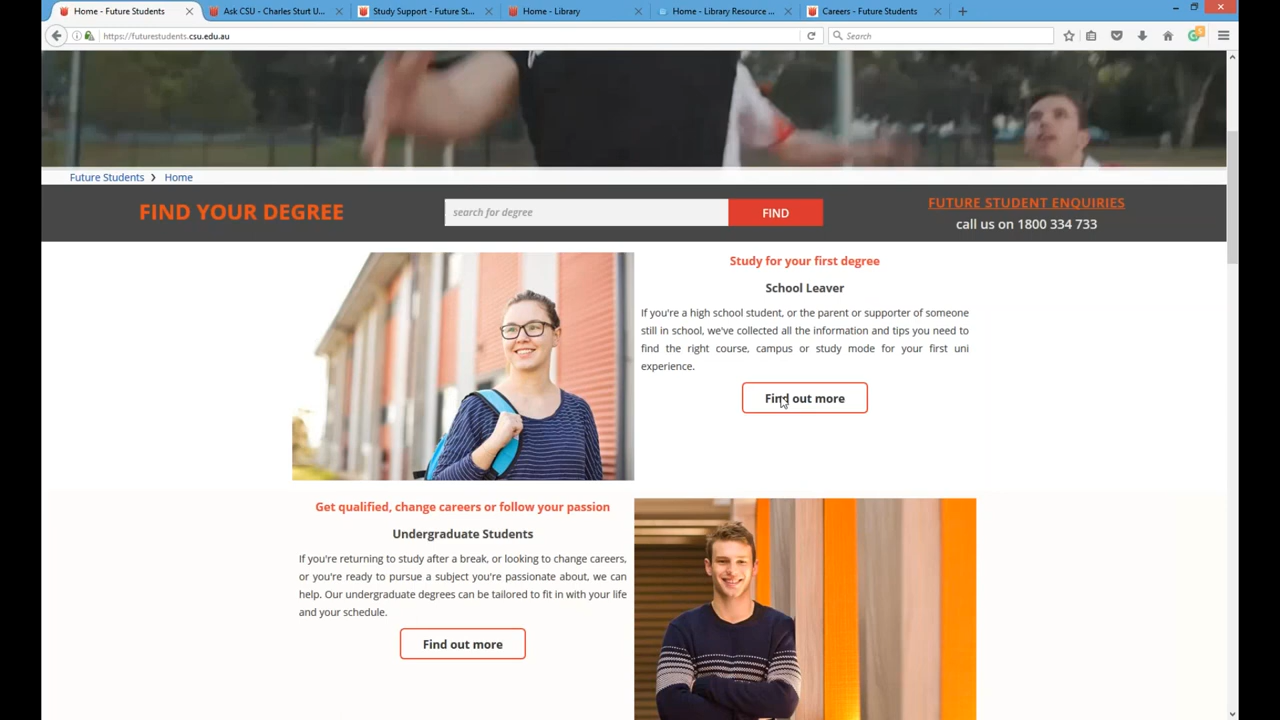 Home - Future Students
Ask CSU - Charles Sturt U...
Study Support - Future St...
Home - Library
Home - Library Resource ...
Careers - Future Students
https://futurestudents.csu.edu.au
Search
Future Students > Home
FIND YOUR DEGREE
search for degree
FIND
FUTURE STUDENT ENQUIRIES
call us on 1800 334 733
Study for your first degree
School Leaver
If you're a high school student, or the parent or supporter of someone
still in school, we've collected all the information and tips you need to
find the right course, campus or study mode for your first uni
experience.
Find out more
Get qualified, change careers or follow your passion
Undergraduate Students
If you're returning to study after a break, or looking to change careers,
or you're ready to pursue a subject you're passionate about, we can
help. Our undergraduate degrees can be tailored to fit in with your life
and your schedule.
Find out more